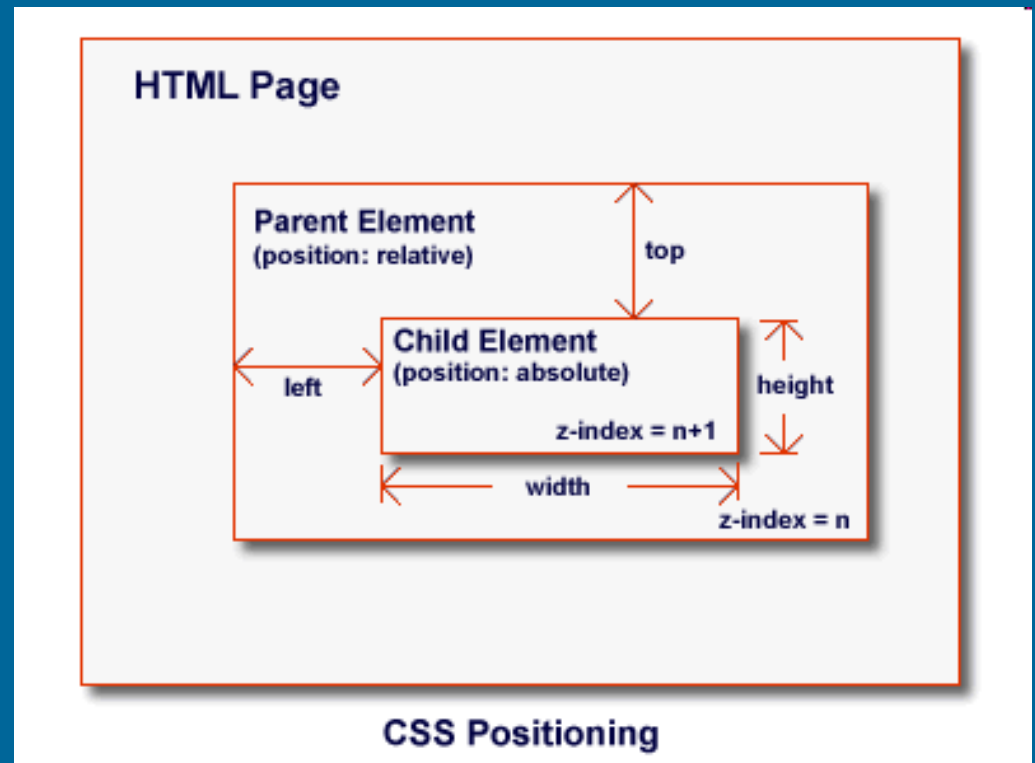 HTML Page
Parent Element
(position: relative)
top
Child Element
(position: absolute)
left
height
z-index = n+1
width
z-index = n
CSS Positioning